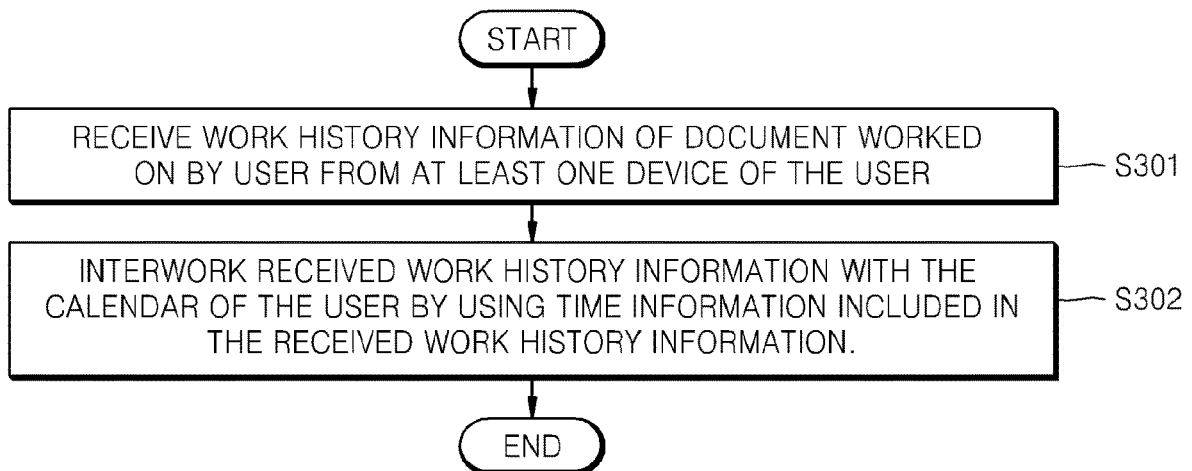 START
RECEIVE WORK HISTORY INFORMATION OF DOCUMENT WORKED
ON BY USER FROM AT LEAST ONE DEVICE OF THE USER
S301
INTERWORK RECEIVED WORK HISTORY INFORMATION WITH THE
CALENDAR OF THE USER BY USING TIME INFORMATION INCLUDED IN
THE RECEIVED WORK HISTORY INFORMATION.
S302
END